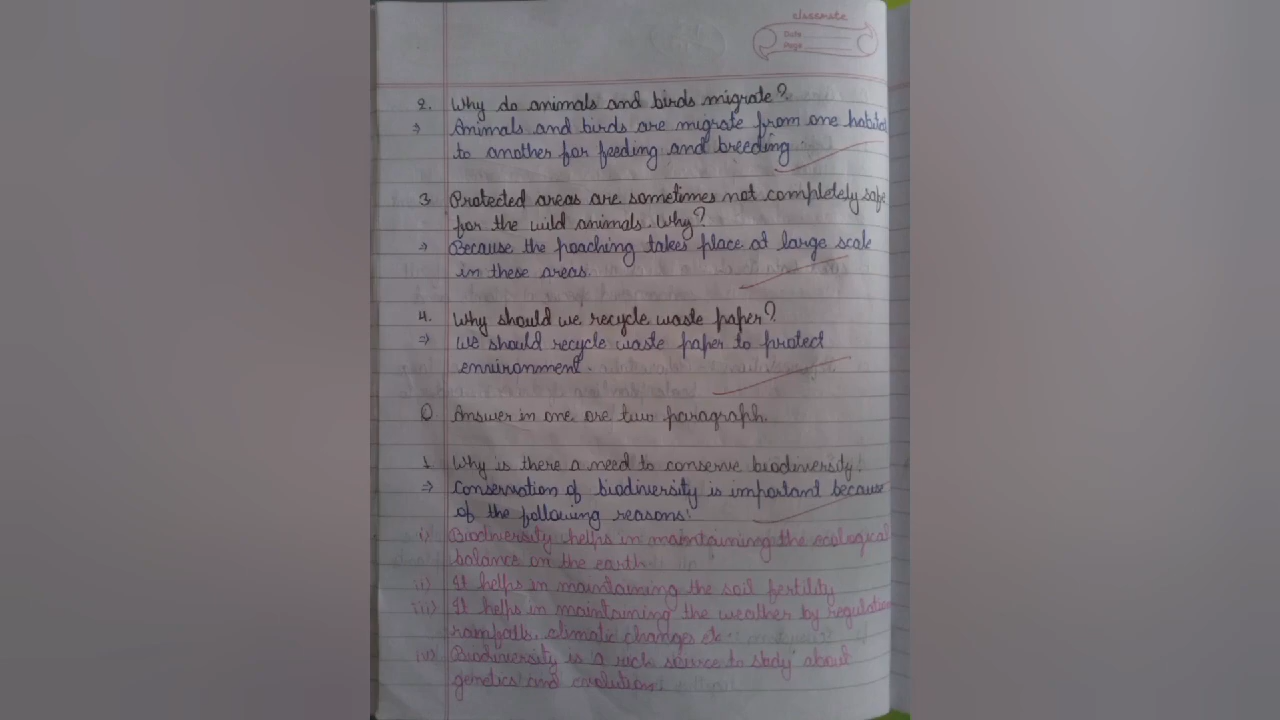 classmate
Date
Page
2. Why do animals and birds migrate?
⇒ Animals and birds are migrate from one habitat
to another for feeding and breeding
3 Protected areas are sometimes not completely safe
for the wild animals. Why?
⇒ Because the poaching takes place at large scale
in these areas.
4. Why should we recycle waste paper?
⇒ We should recycle waste paper to protect
environment.
Answer in one are two paragraph.
1 Why is there a need to conserve biodiversity.
⇒ Conservation of biodiversity is important because
of the following reasons:
i) Biodiversity helps in maintaining the ecological
balance on the earth.
ii) It helps in maintaining the soil fertility
iii) It helps in maintaining the weather by regulation
rainfalls, climatic changes etc
iv) Biodiversity is a rich source to study about
genetics and evolution.